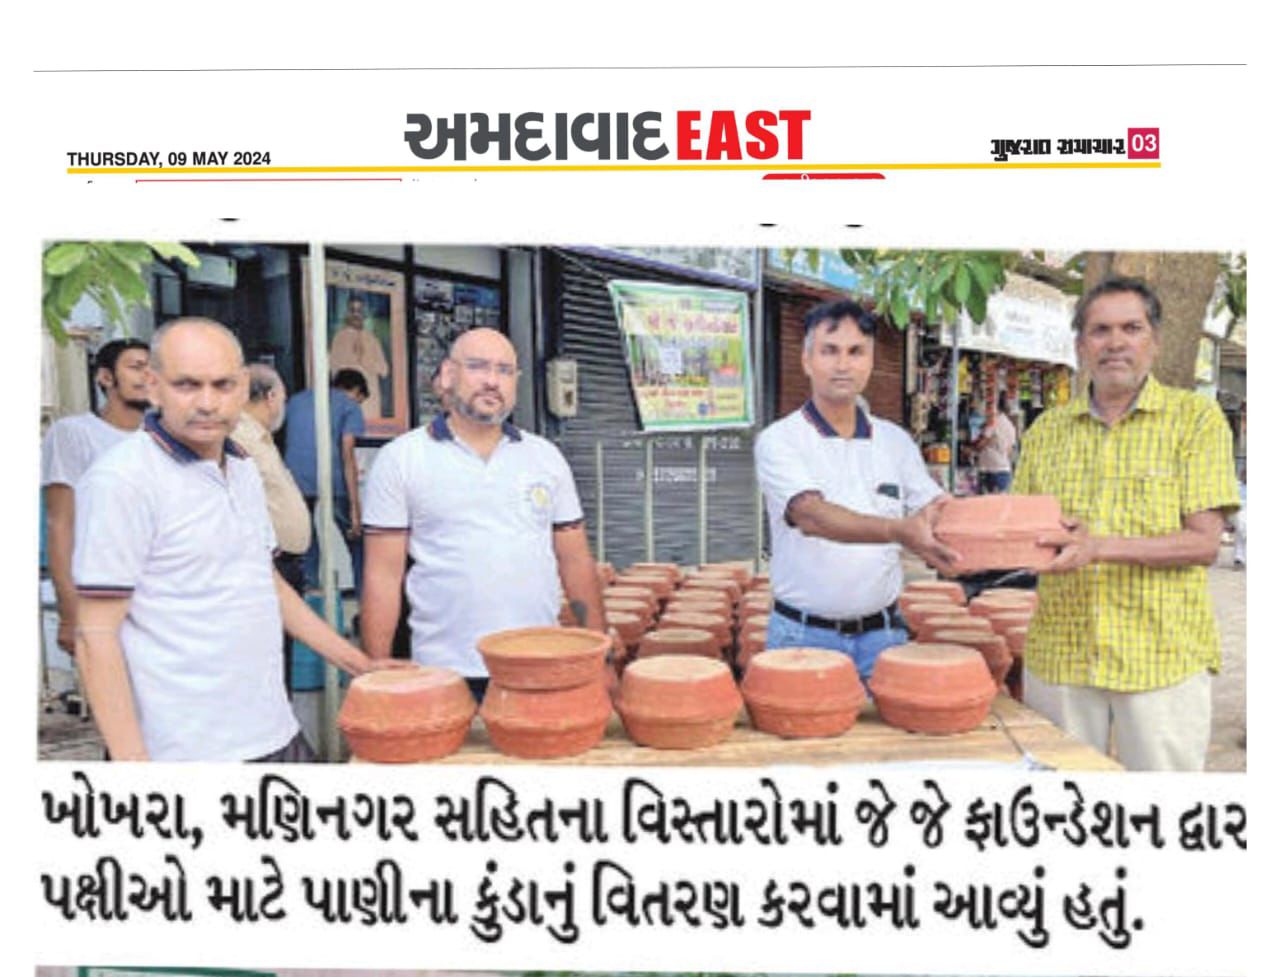 THURSDAY, 09 MAY 2024
અમદાવાદ EAST
ગુજરાત સમાચાર 03
ખોખરા, મણિનગર સહિતના વિસ્તારોમાં જે જે ફાઉન્ડેશન દ્વાર
પક્ષીઓ માટે પાણીના કુંડાનું વિતરણ કરવામાં આવ્યું હતું.